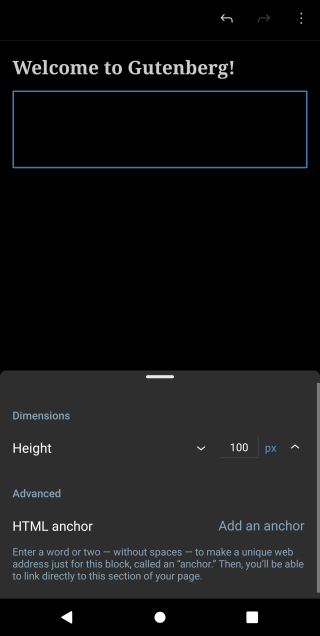 Welcome to Gutenberg!
Dimensions
Height 100 px
Advanced
HTML anchor Add an anchor
Enter a word or two — without spaces — to make a unique web
address just for this block, called an “anchor.” Then, you’ll be able
to link directly to this section of your page.